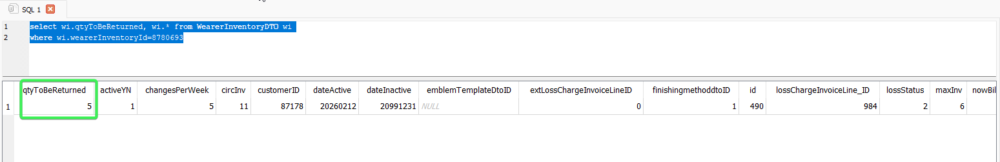 SQL 1
1 select wi.qtyToBeReturned, wi.* from WearerInventoryDTO wi
2 where wi.wearerInventoryId=8780693
qtyToBeReturned activeYN changesPerWeek circInv customerID dateActive dateInactive emblemTemplateDtoID extLossChargeInvoiceLineID finishingmethoddtoID id lossChargeInvoiceLine_ID lossStatus maxInv nowBil
1 5 1 5 11 87178 20260212 20991231 NULL 0 1 490 984 2 6